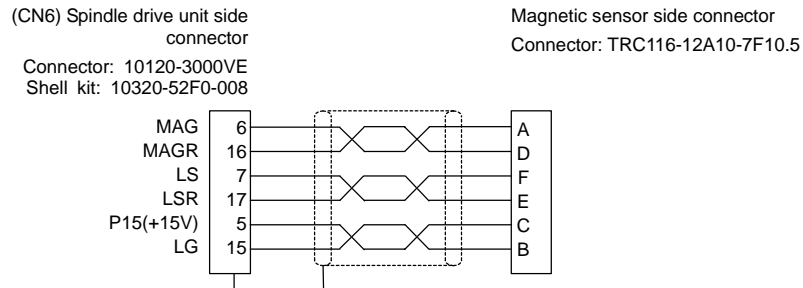 (CN6) Spindle drive unit side
connector
Connector: 10120-3000VE
Shell kit: 10320-52F0-008
Magnetic sensor side connector
Connector: TRC116-12A10-7F10.5
MAG 6 A
MAGR 16 D
LS 7 F
LSR 17 E
P15(+15V) 5 C
LG 15 B